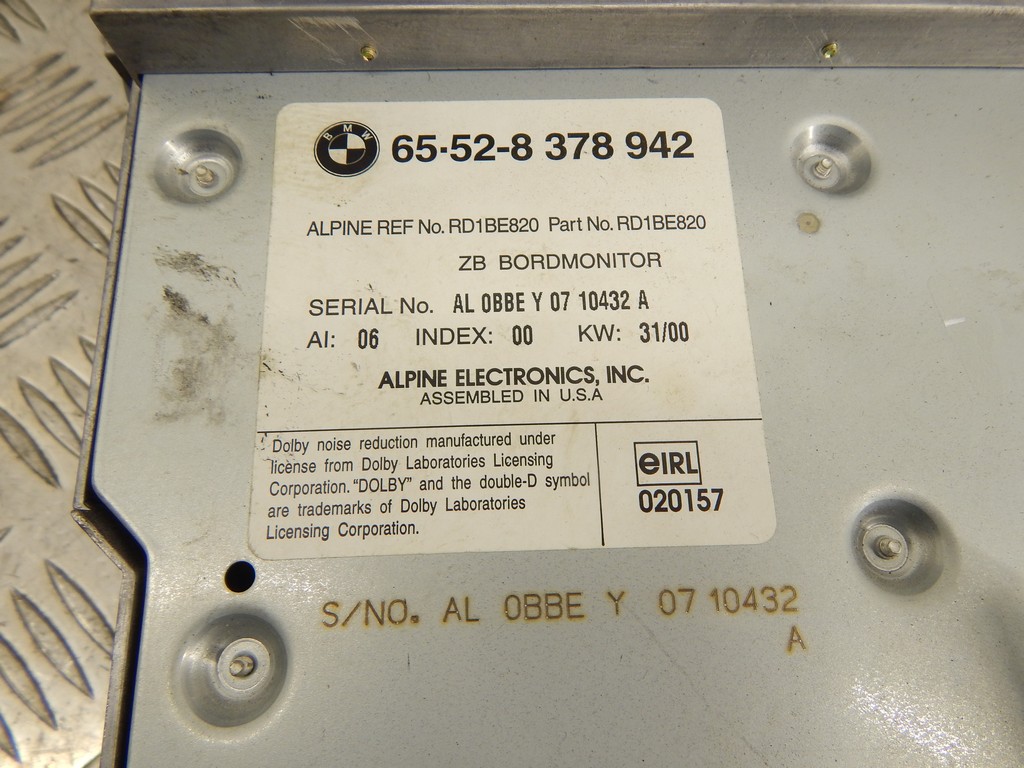 BMW
65·52-8 378 942
ALPINE REF No. RD1BE820 Part No. RD1BE820
ZB BORDMONITOR
SERIAL No. AL 0BBE Y 07 10432 A
AI: 06 INDEX: 00 KW: 31/00
ALPINE ELECTRONICS, INC.
ASSEMBLED IN U.S.A
Dolby noise reduction manufactured under
license from Dolby Laboratories Licensing
Corporation. "DOLBY" and the double-D symbol
are trademarks of Dolby Laboratories
Licensing Corporation.
eIRL
020157
S/NO. AL 0BBE Y 07 10432
A